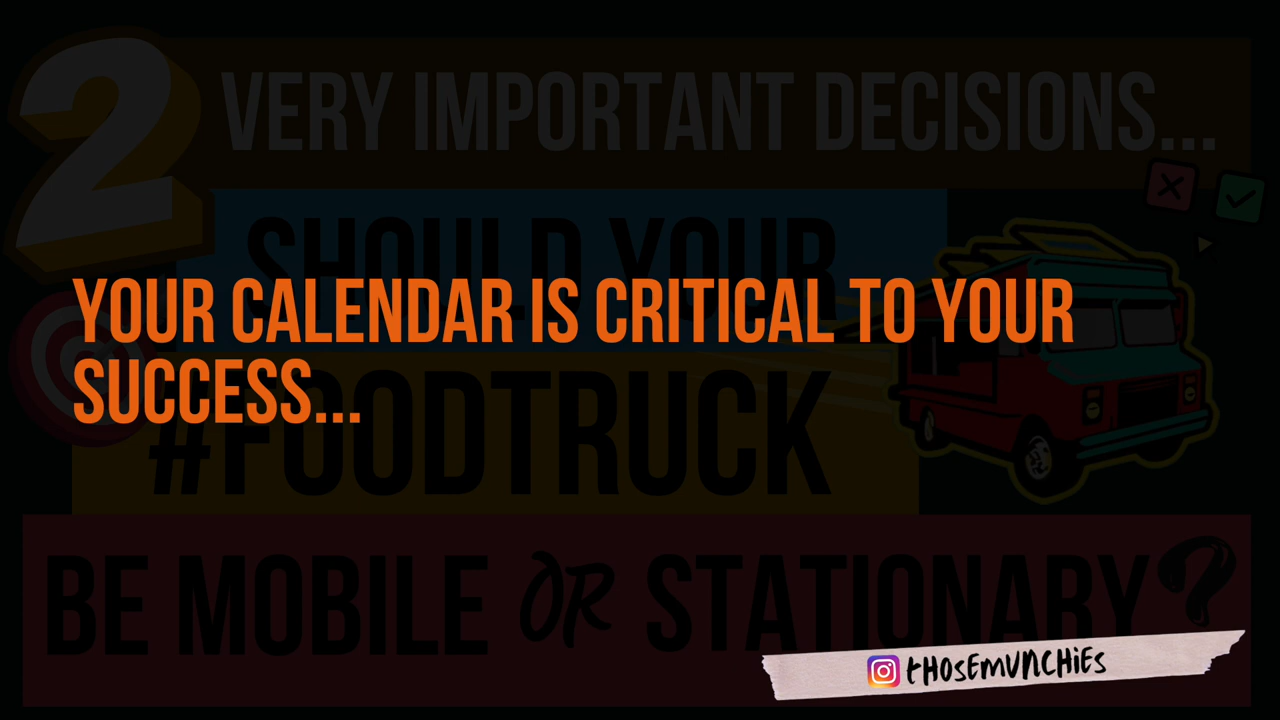 2
VERY IMPORTANT DECISIONS...
SHOULD YOUR
YOUR CALENDAR IS CRITICAL TO YOUR
SUCCESS...
#FOODTRUCK
BE MOBILE OR STATIONARY?
tHOSEMUNCHiES